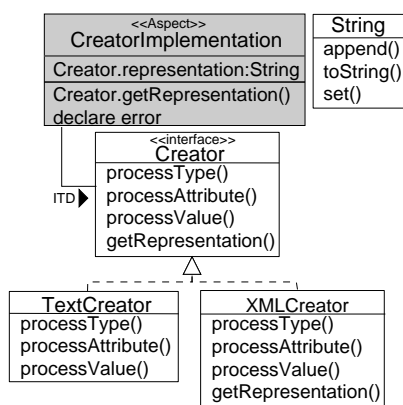 <<Aspect>>
CreatorImplementation
Creator.representation:String
Creator.getRepresentation()
declare error
String
append()
toString()
set()
ITD
<<interface>>
Creator
processType()
processAttribute()
processValue()
getRepresentation()
TextCreator
processType()
processAttribute()
processValue()
XMLCreator
processType()
processAttribute()
processValue()
getRepresentation()